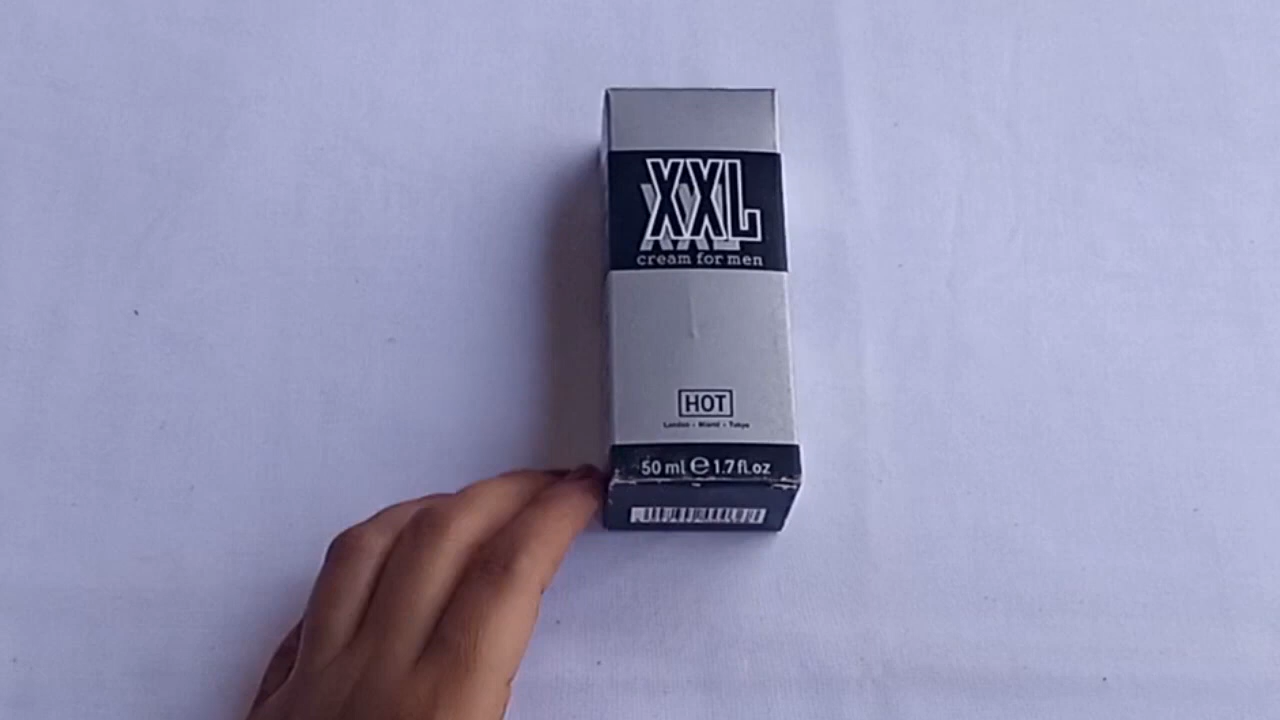 XXL
cream for men
HOT
London - Miami - Tokyo
50 ml ℮ 1.7 fl.oz